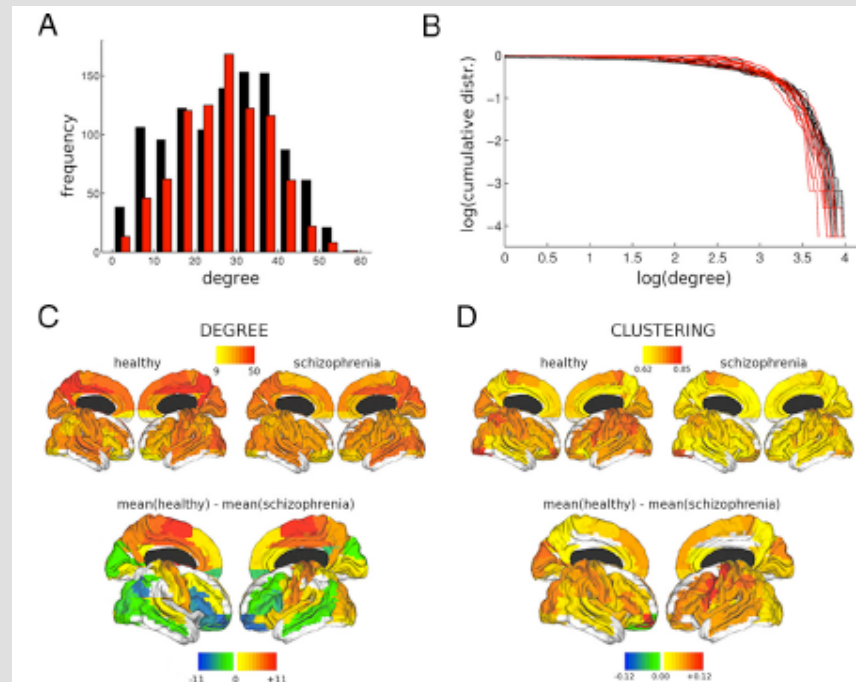 A
150
100
50
0
frequency
0 10 20 30 40 50 60
degree
B
0
−1
−2
−3
−4
log(cumulative distr.)
0 0.5 1 1.5 2 2.5 3 3.5 4
log(degree)
C
DEGREE
healthy
9 50
schizophrenia
mean(healthy) - mean(schizophrenia)
-11 0 +11
D
CLUSTERING
healthy
0.62 0.85
schizophrenia
mean(healthy) - mean(schizophrenia)
-0.12 0.00 +0.12